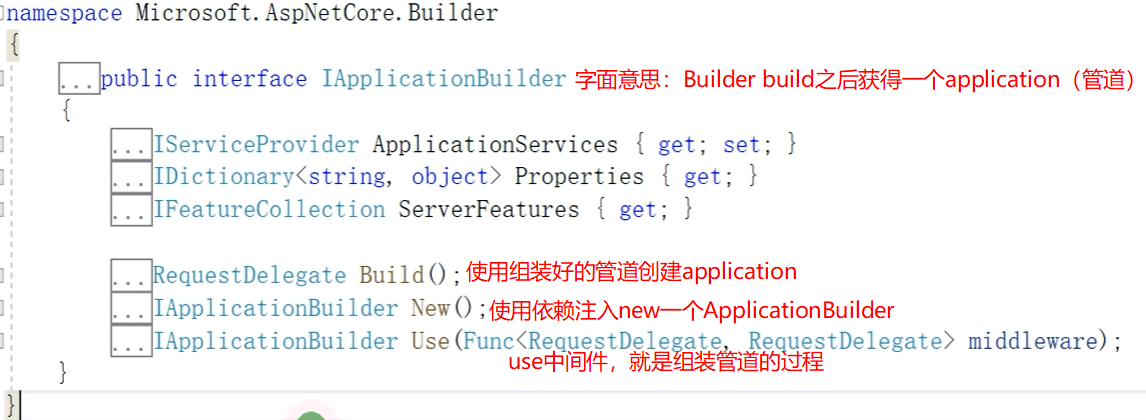 namespace Microsoft.AspNetCore.Builder
{
...public interface IApplicationBuilder 字面意思：Builder build之后获得一个application（管道）
{
...IServiceProvider ApplicationServices { get; set; }
...IDictionary<string, object> Properties { get; }
...IFeatureCollection ServerFeatures { get; }
...RequestDelegate Build();使用组装好的管道创建application
...IApplicationBuilder New();使用依赖注入new一个ApplicationBuilder
...IApplicationBuilder Use(Func<RequestDelegate, RequestDelegate> middleware);
use中间件，就是组装管道的过程
}
}